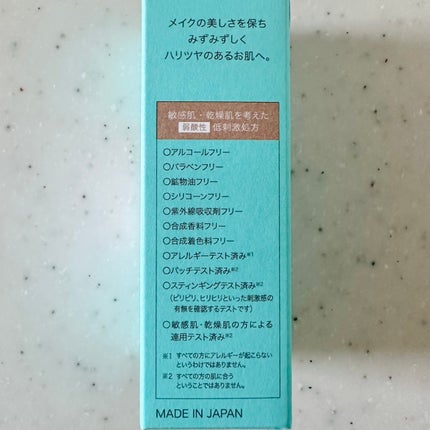 メイクの美しさを保ち
みずみずしく
ハリツヤのあるお肌へ。
敏感肌・乾燥肌を考えた
弱酸性 低刺激処方
○アルコールフリー
○パラベンフリー
○鉱物油フリー
○シリコーンフリー
○紫外線吸収剤フリー
○合成香料フリー
○合成着色料フリー
○アレルギーテスト済み※1
○パッチテスト済み※2
○スティンギングテスト済み※2
(ピリピリ、ヒリヒリといった刺激感の
有無を確認するテストです)
○敏感肌・乾燥肌の方による
連用テスト済み※2
※1 すべての方にアレルギーが起こらない
というわけではありません。
※2 すべての方の肌に合う
ということではありません。
MADE IN JAPAN